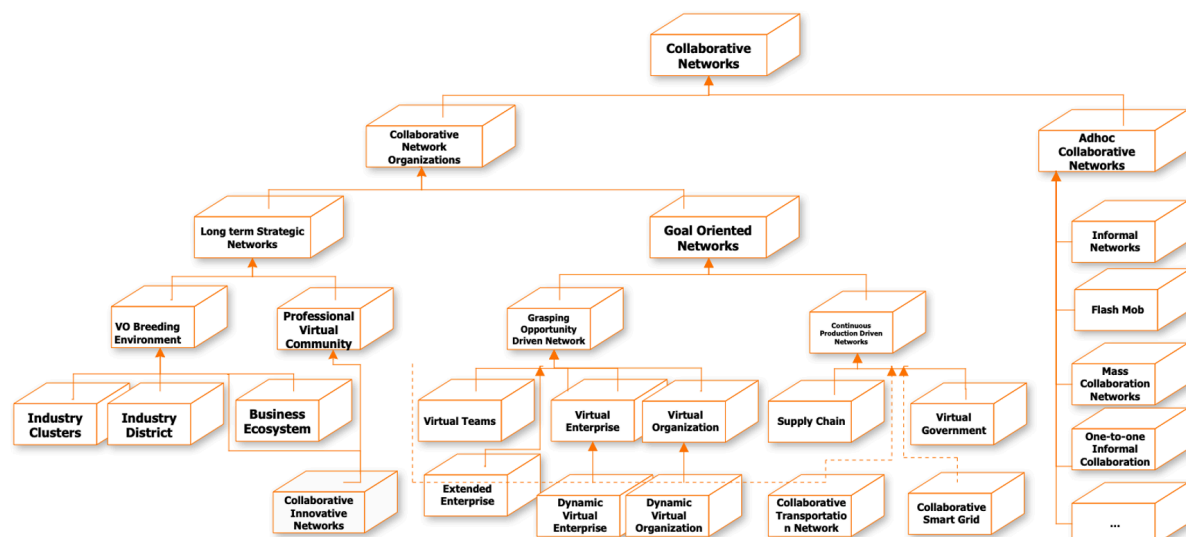 Collaborative
Networks
Collaborative
Network
Organizations
Adhoc
Collaborative
Networks
Long term Strategic
Networks
Goal Oriented
Networks
Informal
Networks
VO Breeding
Environment
Professional
Virtual
Community
Grasping
Opportunity
Driven Network
Continuous
Production Driven
Networks
Flash Mob
Industry
Clusters
Industry
District
Business
Ecosystem
Virtual Teams
Virtual
Enterprise
Virtual
Organization
Supply Chain
Virtual
Government
Mass
Collaboration
Networks
One-to-one
Informal
Collaboration
Collaborative
Innovative
Networks
Extended
Enterprise
Dynamic
Virtual
Enterprise
Dynamic
Virtual
Organization
Collaborative
Transportatio
n Network
Collaborative
Smart Grid
...